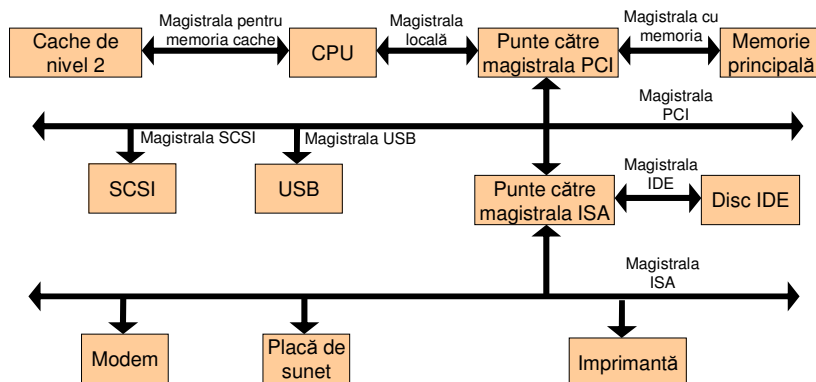 Magistrala pentru
memoria cache
Magistrala
locală
Magistrala cu
memoria
Cache de
nivel 2
CPU
Punte către
magistrala PCI
Memorie
principală
Magistrala
PCI
Magistrala SCSI
Magistrala USB
SCSI
USB
Punte către
magistrala ISA
Magistrala
IDE
Disc IDE
Magistrala
ISA
Modem
Placă de
sunet
Imprimantă